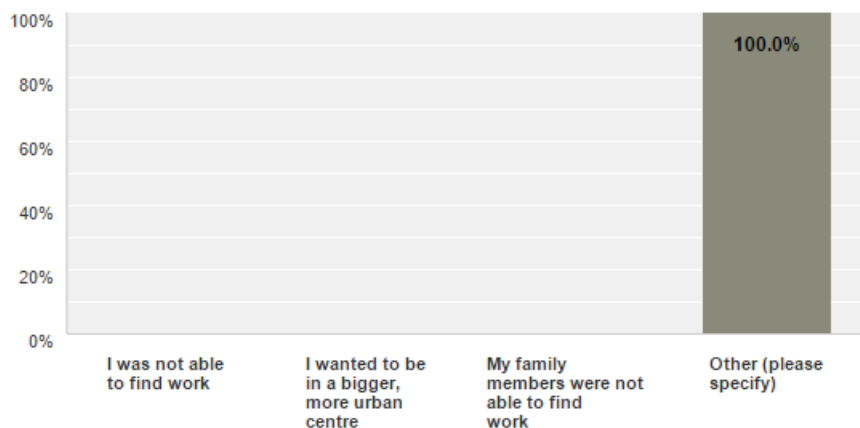 100%
80%
60%
40%
20%
0%
100.0%
I was not able
to find work
I wanted to be
in a bigger,
more urban
centre
My family
members were not
able to find
work
Other (please
specify)